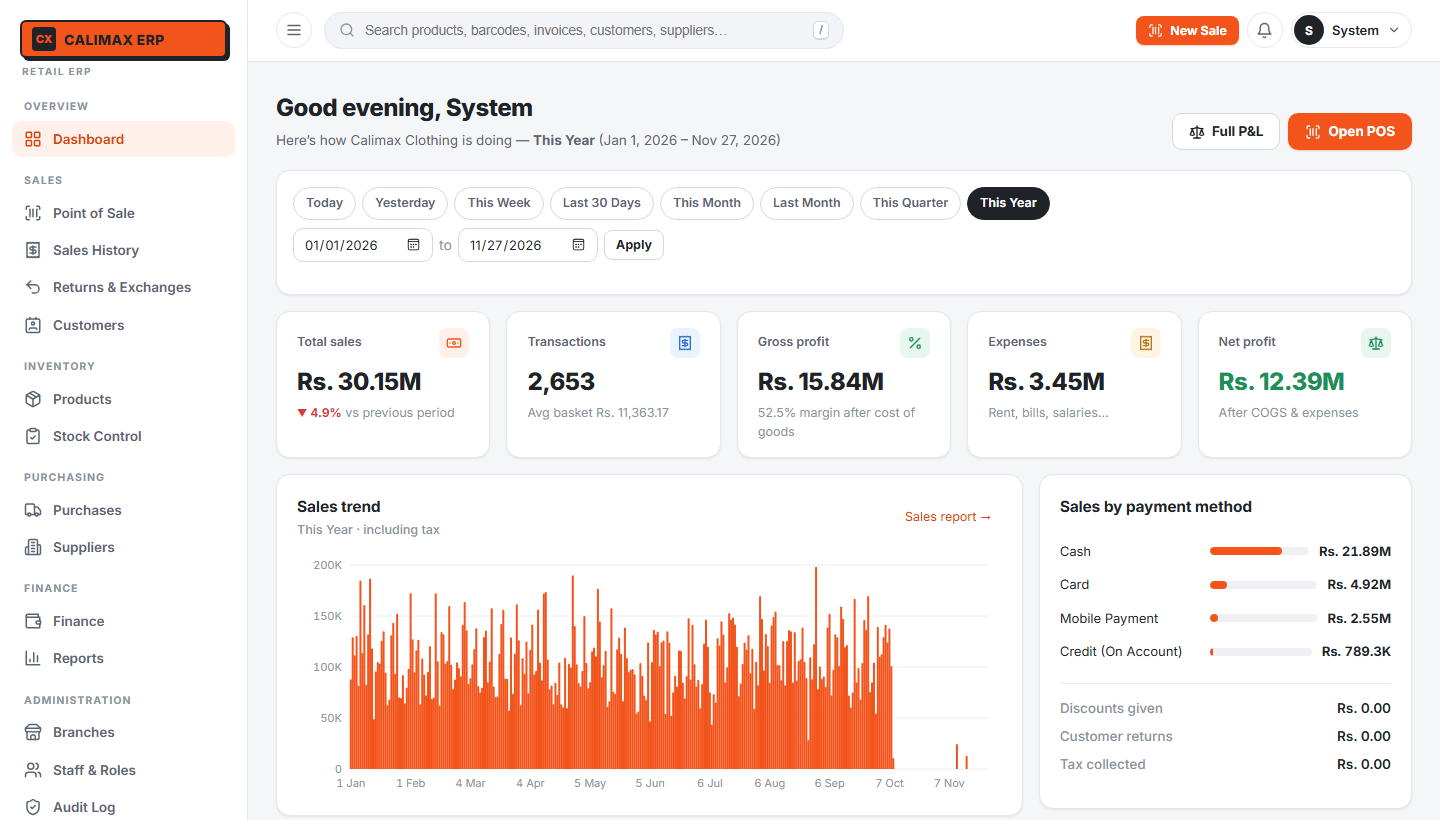 CX CALIMAX ERP
RETAIL ERP
OVERVIEW
Dashboard
SALES
Point of Sale
Sales History
Returns & Exchanges
Customers
INVENTORY
Products
Stock Control
PURCHASING
Purchases
Suppliers
FINANCE
Finance
Reports
ADMINISTRATION
Branches
Staff & Roles
Audit Log
Search products, barcodes, invoices, customers, suppliers... /
New Sale
S System
Good evening, System
Here's how Calimax Clothing is doing — This Year (Jan 1, 2026 – Nov 27, 2026)
Full P&L
Open POS
Today Yesterday This Week Last 30 Days This Month Last Month This Quarter This Year
01/01/2026 to 11/27/2026 Apply
Total sales
Rs. 30.15M
▼ 4.9% vs previous period
Transactions
2,653
Avg basket Rs. 11,363.17
Gross profit
Rs. 15.84M
52.5% margin after cost of
goods
Expenses
Rs. 3.45M
Rent, bills, salaries...
Net profit
Rs. 12.39M
After COGS & expenses
Sales trend
This Year · including tax
Sales report →
200K
150K
100K
50K
0
1 Jan 1 Feb 4 Mar 4 Apr 5 May 5 Jun 6 Jul 6 Aug 6 Sep 7 Oct 7 Nov
Sales by payment method
Cash Rs. 21.89M
Card Rs. 4.92M
Mobile Payment Rs. 2.55M
Credit (On Account) Rs. 789.3K
Discounts given Rs. 0.00
Customer returns Rs. 0.00
Tax collected Rs. 0.00